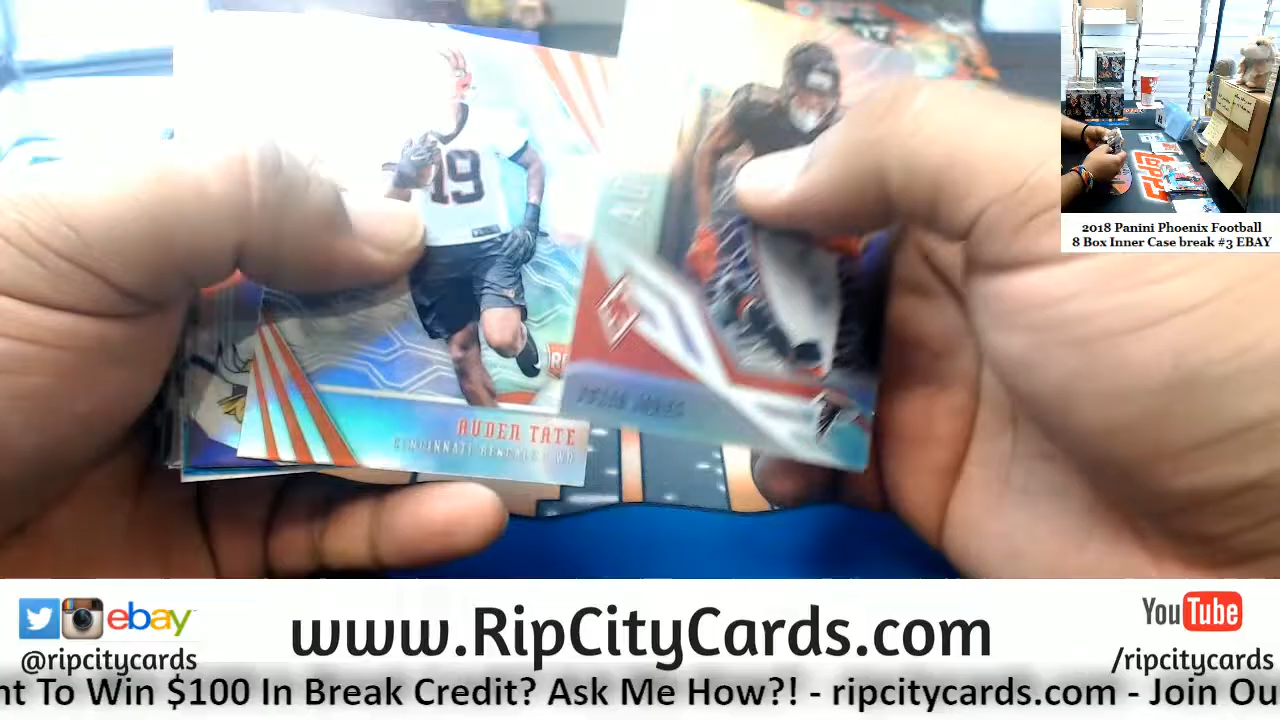 19
AUDEN TATE
CINCINNATI BENGALS WR
2018 Panini Phoenix Football
8 Box Inner Case break #3 EBAY
ebay
@ripcitycards
www.RipCityCards.com
YouTube
/ripcitycards
nt To Win $100 In Break Credit? Ask Me How?! - ripcitycards.com - Join Ou